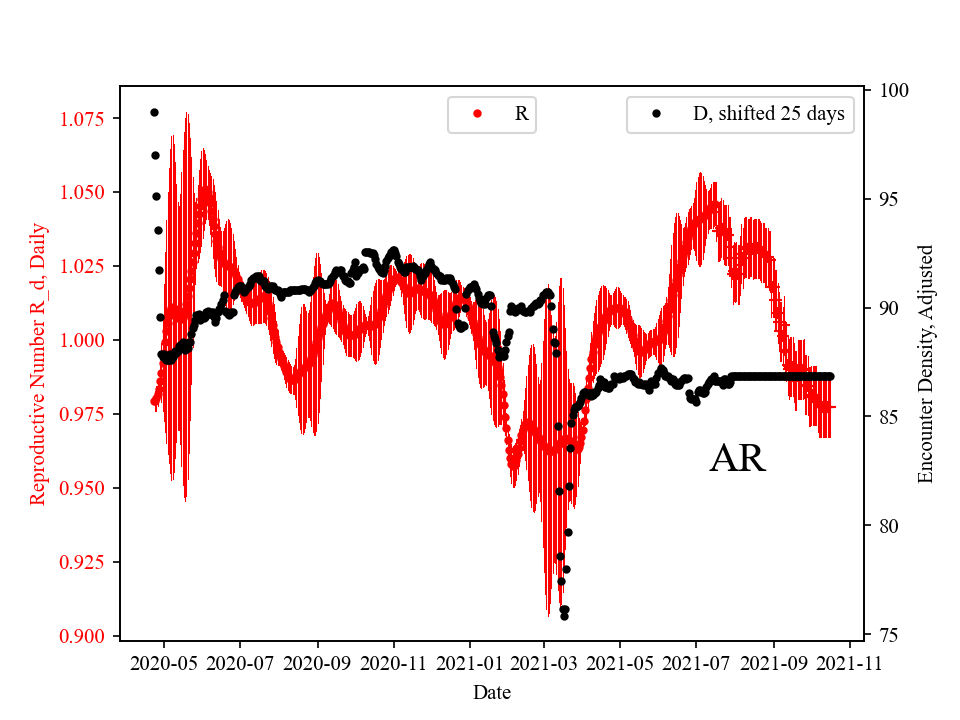 R
D, shifted 25 days
Reproductive Number R_d, Daily
1.075
1.050
1.025
1.000
0.975
0.950
0.925
0.900
100
95
90
85
80
75
Encounter Density, Adjusted
AR
2020-05 2020-07 2020-09 2020-11 2021-01 2021-03 2021-05 2021-07 2021-09 2021-11
Date